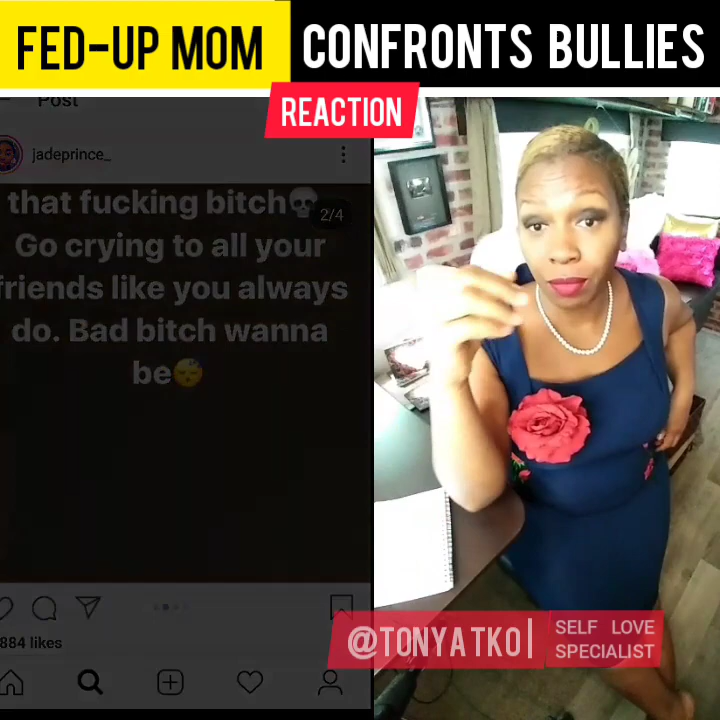 FED-UP MOM CONFRONTS BULLIES
REACTION
Post
jadeprince_
2/4
that fucking bitch💀
Go crying to all your
friends like you always
do. Bad bitch wanna
be😴
884 likes
@TONYATKO | SELF LOVE
SPECIALIST